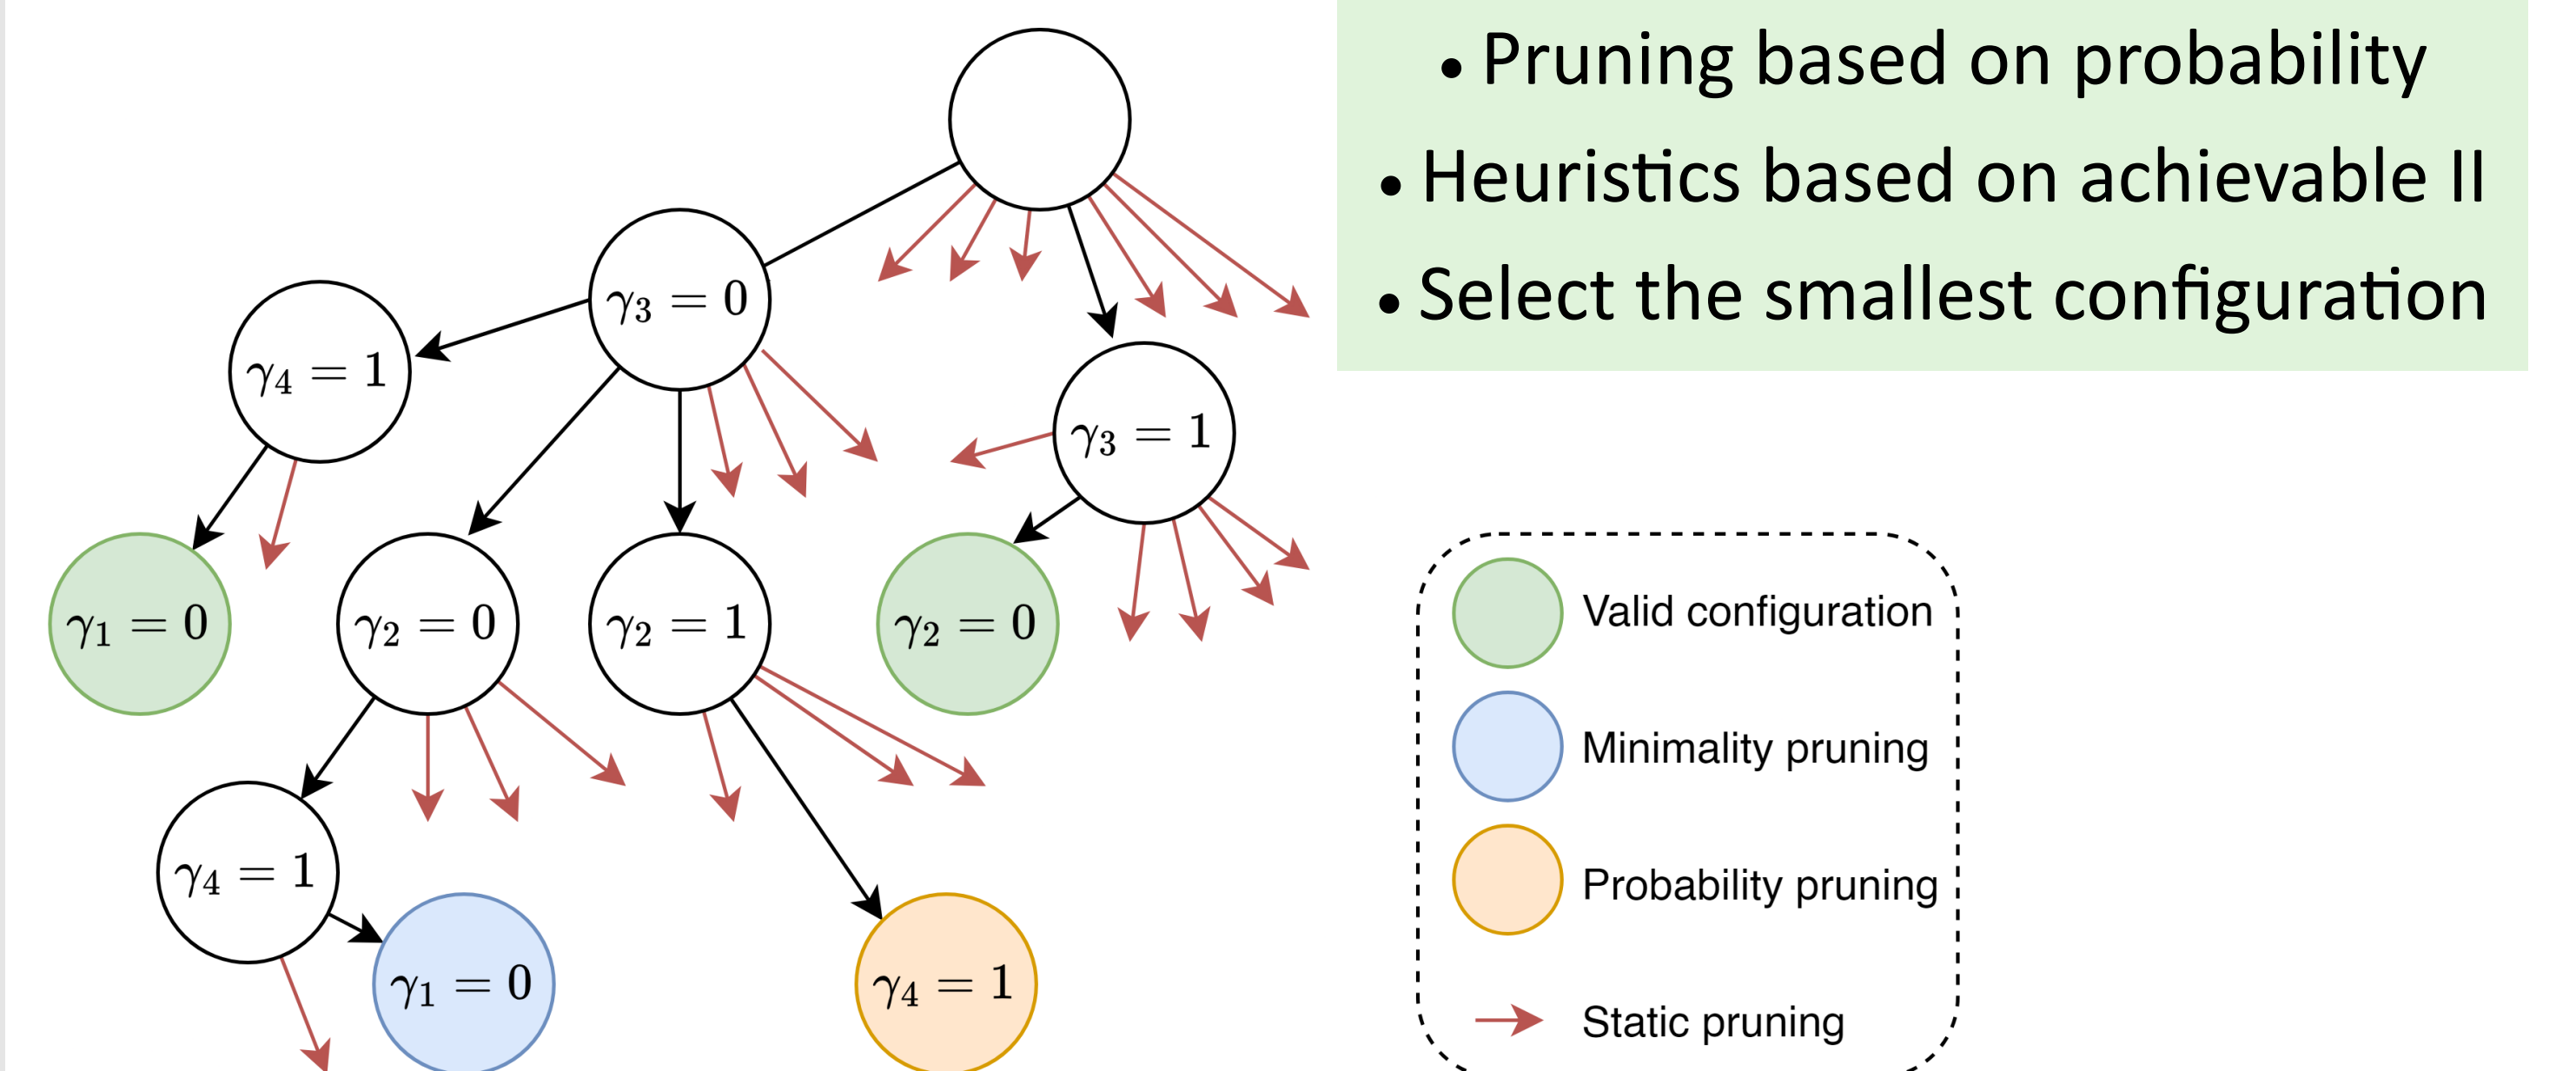 • Pruning based on probability
• Heuristics based on achievable II
• Select the smallest configuration
γ₃ = 0
γ₄ = 1
γ₃ = 1
γ₁ = 0
γ₂ = 0
γ₂ = 1
γ₂ = 0
γ₄ = 1
γ₁ = 0
γ₄ = 1
Valid configuration
Minimality pruning
Probability pruning
Static pruning